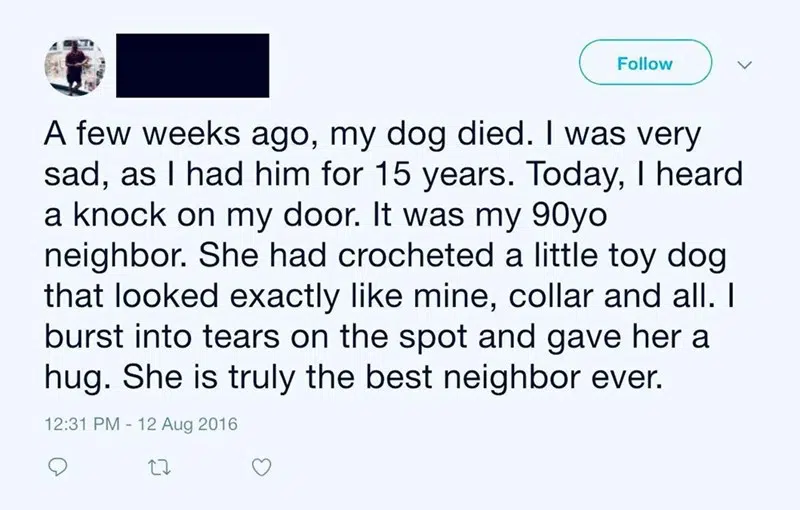 Follow
A few weeks ago, my dog died. I was very
sad, as I had him for 15 years. Today, I heard
a knock on my door. It was my 90yo
neighbor. She had crocheted a little toy dog
that looked exactly like mine, collar and all. I
burst into tears on the spot and gave her a
hug. She is truly the best neighbor ever.
12:31 PM - 12 Aug 2016